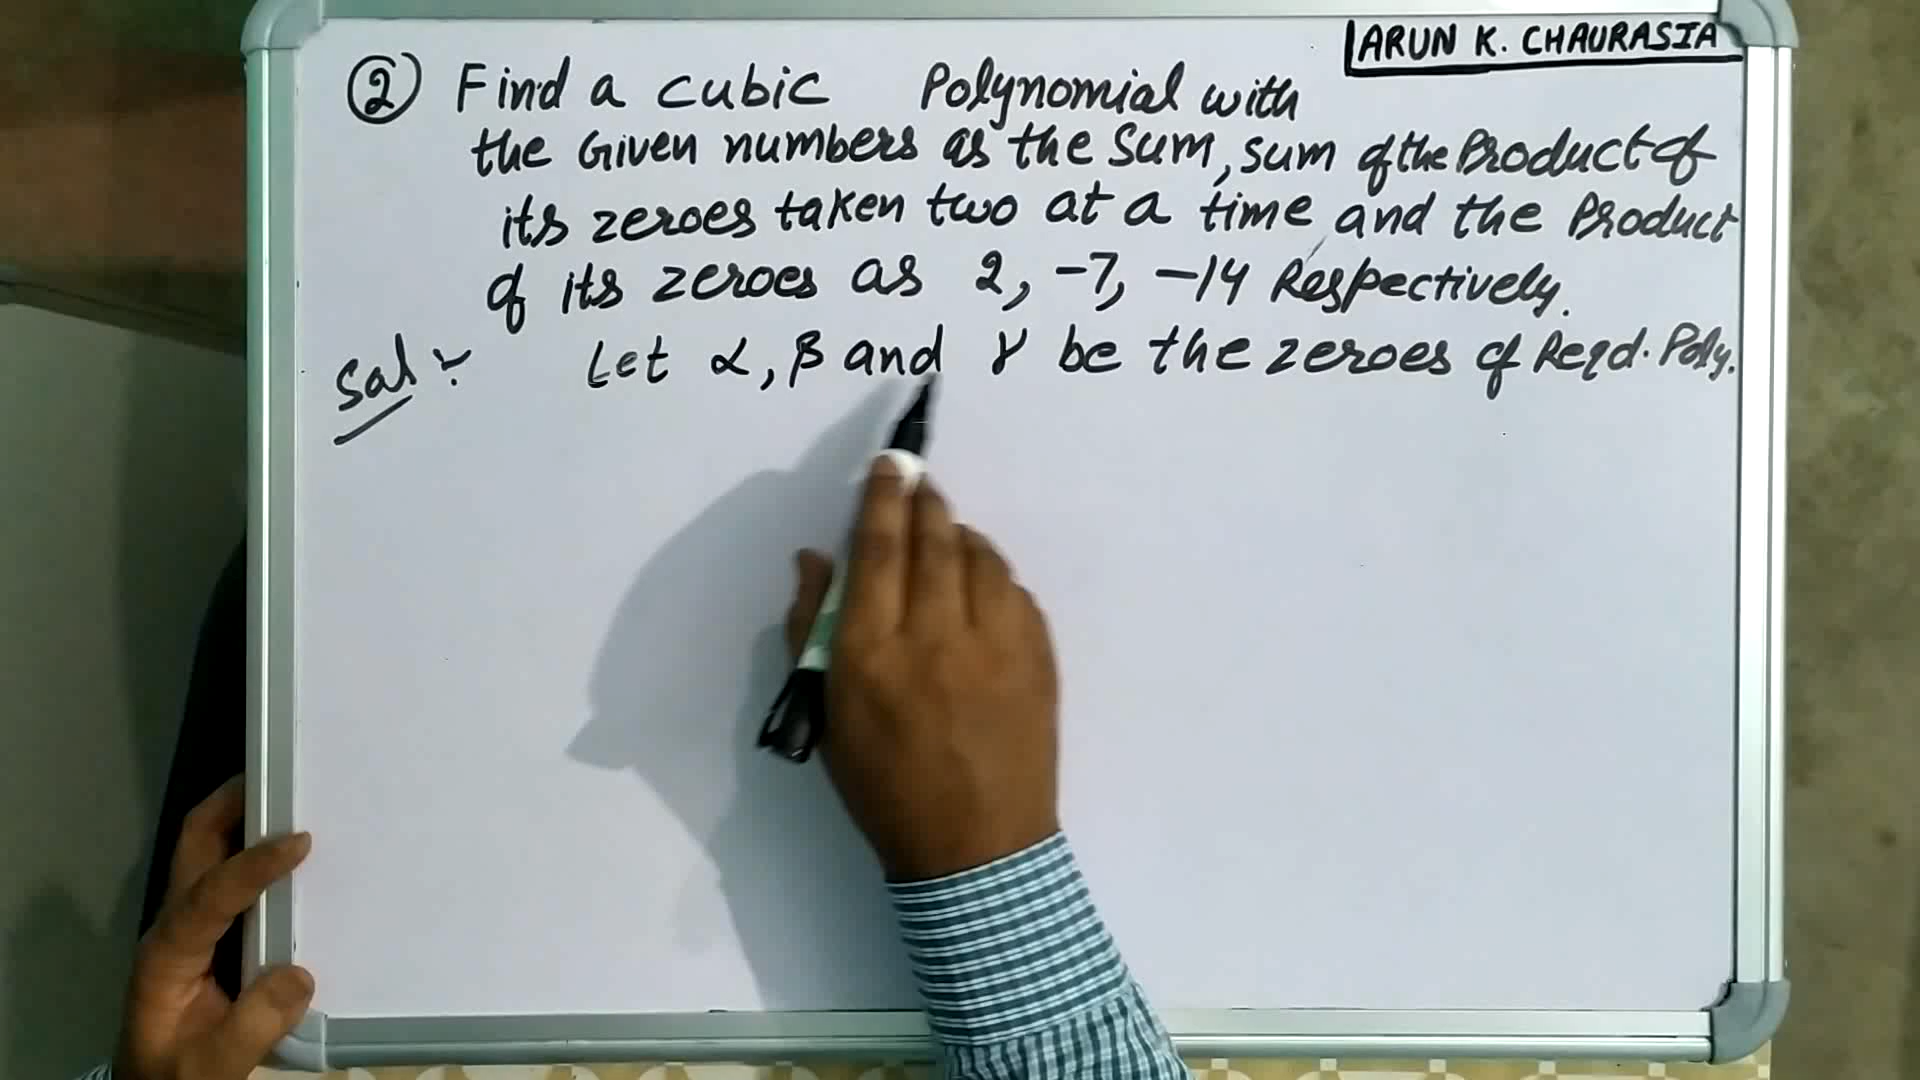 ARUN K. CHAURASIA
② Find a cubic Polynomial with
the Given numbers as the Sum, sum of the Product of
its zeroes taken two at a time and the Product
of its zeroes as 2, -7, -14 Respectively.
Sol :- Let α, β and γ be the zeroes of Reqd. Poly.